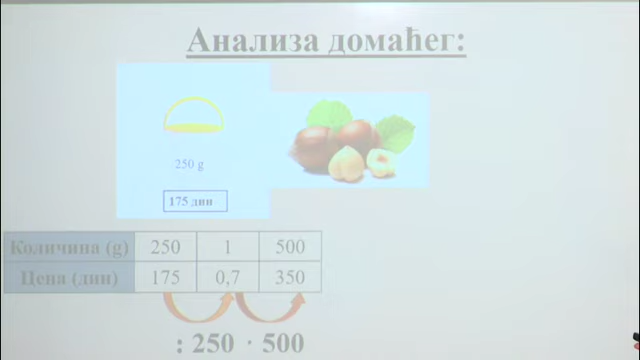 Анализа домаћег:
250 g
175 дин
Количина (g) 250 1 500
Цена (дин) 175 0,7 350
: 250 · 500